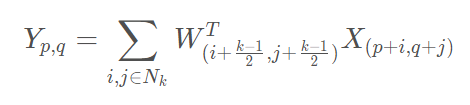 $Y_{p,q} = \sum_{i,j \in N_k} W^T_{(i+\frac{k-1}{2},j+\frac{k-1}{2})} X_{(p+i,q+j)}$